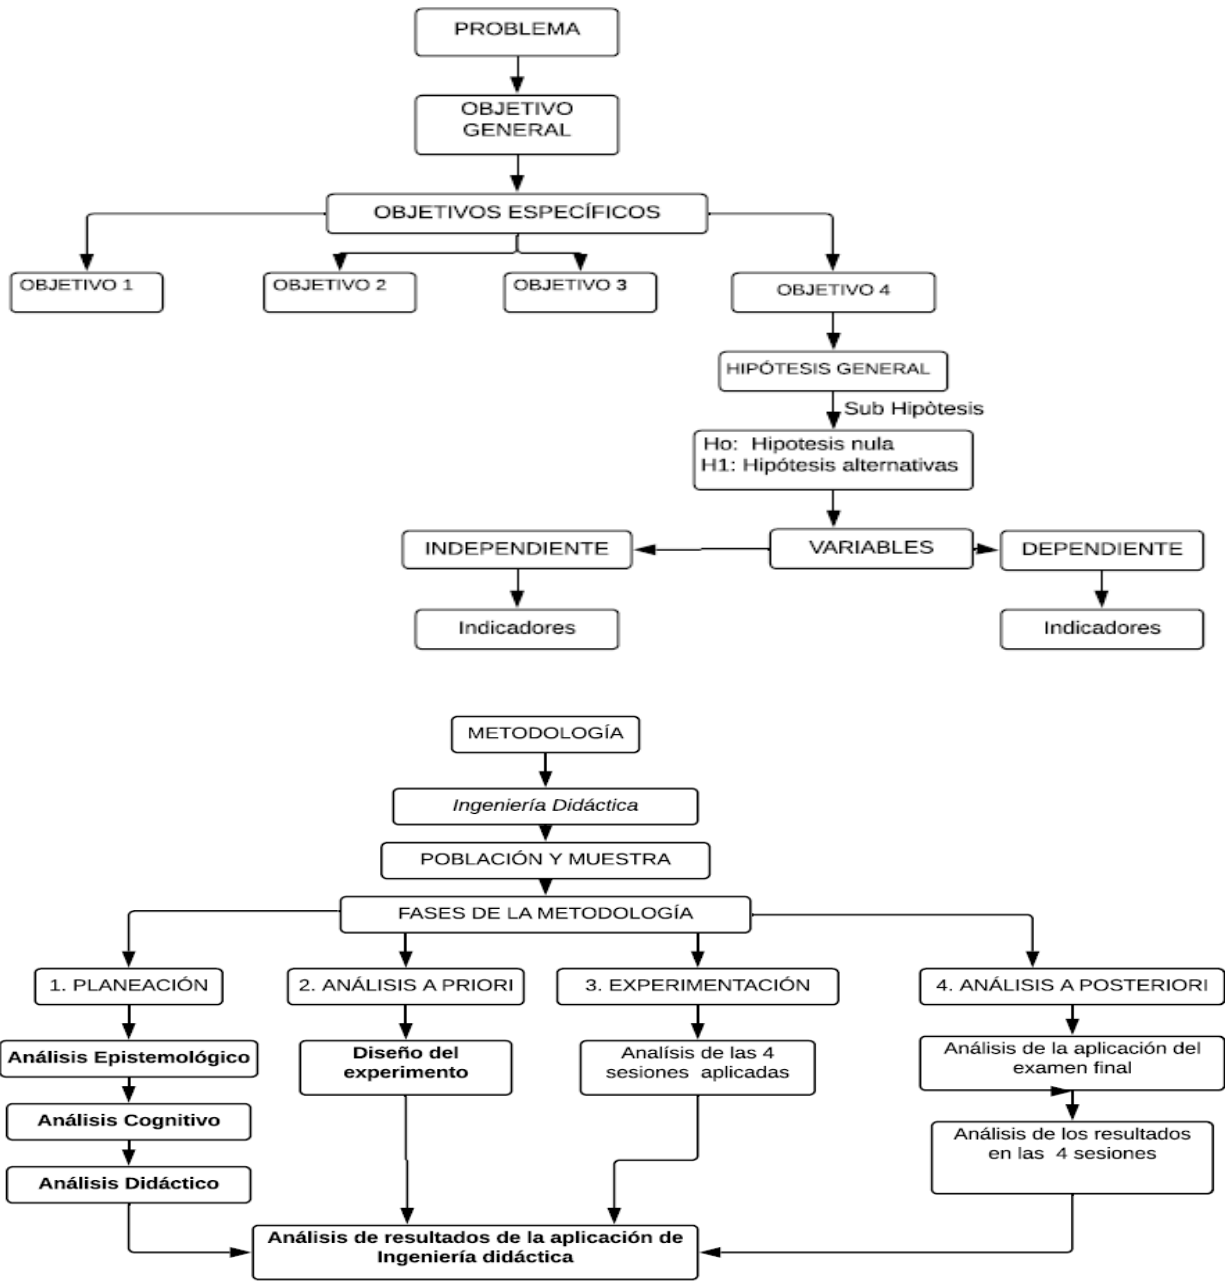 PROBLEMA
OBJETIVO
GENERAL
OBJETIVOS ESPECÍFICOS
OBJETIVO 1
OBJETIVO 2
OBJETIVO 3
OBJETIVO 4
HIPÓTESIS GENERAL
Sub Hipòtesis
Ho: Hipotesis nula
H1: Hipótesis alternativas
INDEPENDIENTE
VARIABLES
DEPENDIENTE
Indicadores
Indicadores
METODOLOGÍA
Ingeniería Didáctica
POBLACIÓN Y MUESTRA
FASES DE LA METODOLOGÍA
1. PLANEACIÓN
2. ANÁLISIS A PRIORI
3. EXPERIMENTACIÓN
4. ANÁLISIS A POSTERIORI
Análisis Epistemológico
Análisis Cognitivo
Análisis Didáctico
Diseño del
experimento
Analísis de las 4
sesiones aplicadas
Análisis de la aplicación del
examen final
Análisis de los resultados
en las 4 sesiones
Análisis de resultados de la aplicación de
Ingeniería didáctica